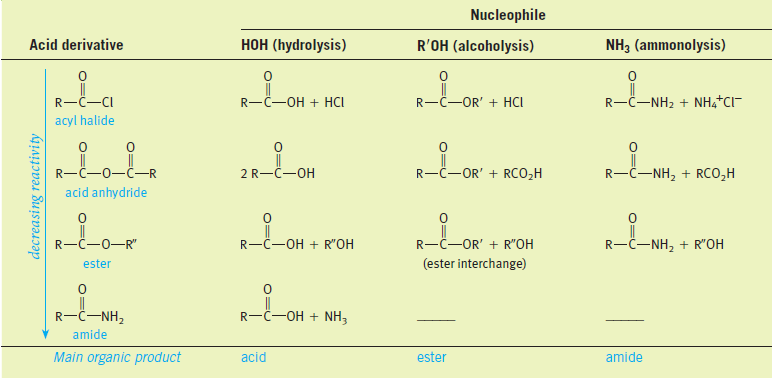 Nucleophile
Acid derivative HOH (hydrolysis) R′OH (alcoholysis) NH₃ (ammonolysis)
decreasing reactivity
O O O O
R—C—Cl R—C—OH + HCl R—C—OR′ + HCl R—C—NH₂ + NH₄⁺Cl⁻
acyl halide
O O O O O
R—C—O—C—R 2 R—C—OH R—C—OR′ + RCO₂H R—C—NH₂ + RCO₂H
acid anhydride
O O O O
R—C—O—R″ R—C—OH + R″OH R—C—OR′ + R″OH R—C—NH₂ + R″OH
ester (ester interchange)
O O
R—C—NH₂ R—C—OH + NH₃
amide
Main organic product acid ester amide